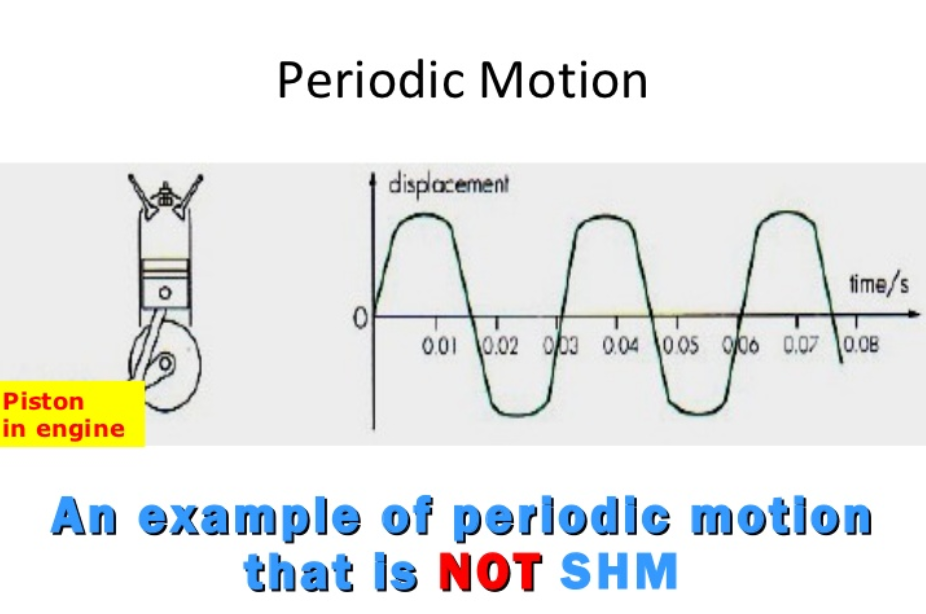 Periodic Motion
displacement
time/s
0
0.01 0.02 0.03 0.04 0.05 0.06 0.07 0.08
Piston
in engine
An example of periodic motion
that is NOT SHM